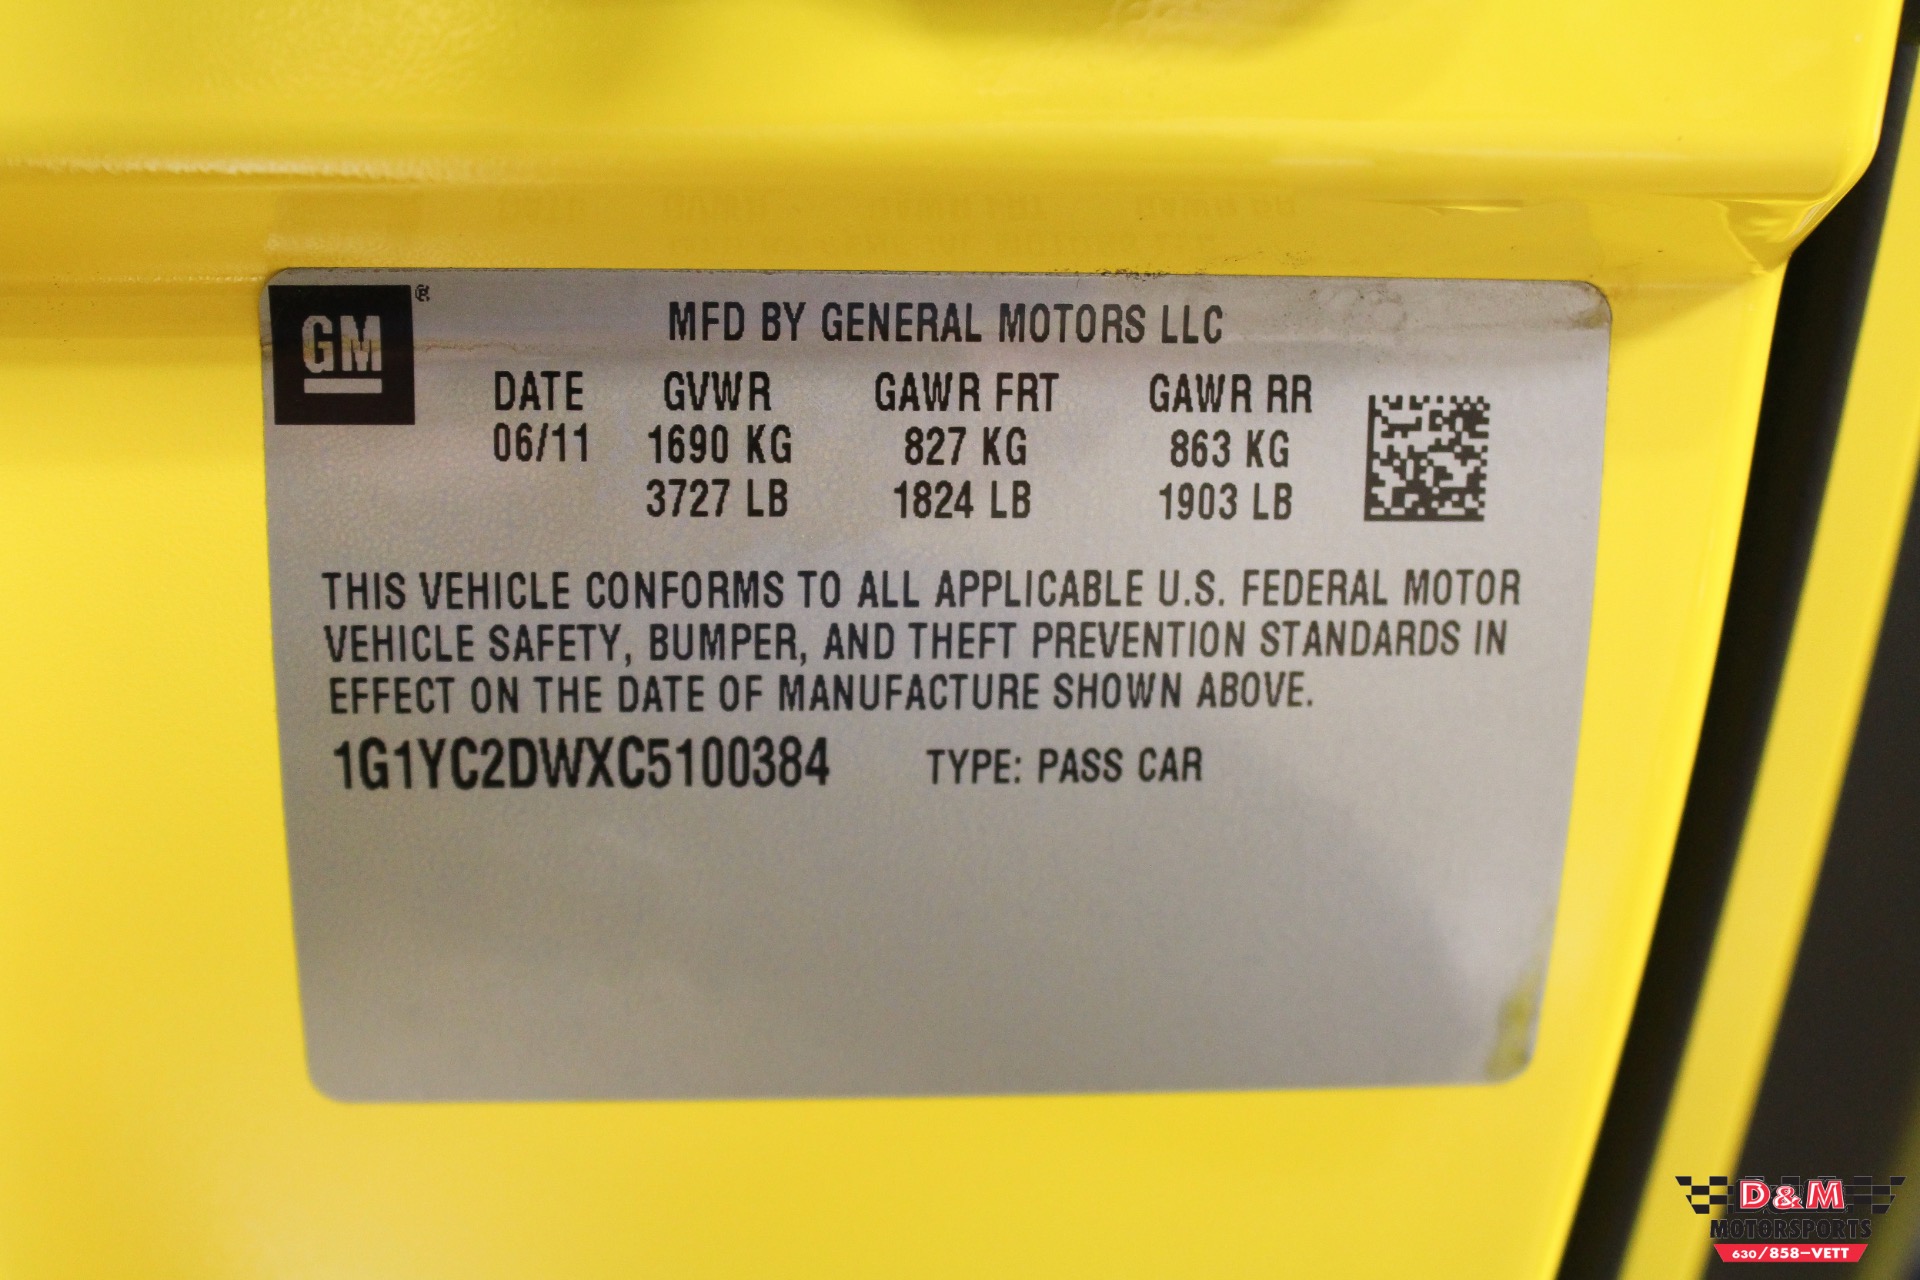 GM ®
MFD BY GENERAL MOTORS LLC
DATE GVWR GAWR FRT GAWR RR
06/11 1690 KG 827 KG 863 KG
3727 LB 1824 LB 1903 LB
THIS VEHICLE CONFORMS TO ALL APPLICABLE U.S. FEDERAL MOTOR
VEHICLE SAFETY, BUMPER, AND THEFT PREVENTION STANDARDS IN
EFFECT ON THE DATE OF MANUFACTURE SHOWN ABOVE.
1G1YC2DWXC5100384 TYPE: PASS CAR
D&M
MOTORSPORTS
630/858-VETT